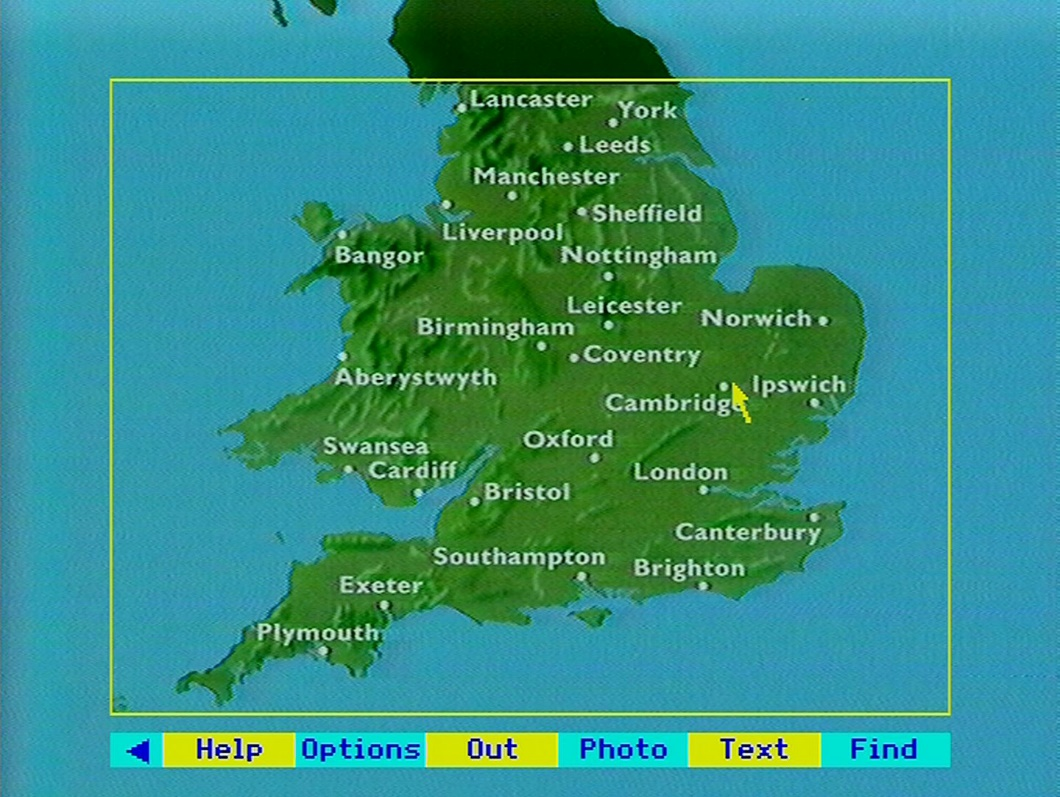 Lancaster
York
Leeds
Manchester
Sheffield
Liverpool
Bangor
Nottingham
Leicester
Norwich
Birmingham
Coventry
Aberystwyth
Ipswich
Cambridge
Oxford
Swansea
Cardiff
London
Bristol
Canterbury
Southampton
Brighton
Exeter
Plymouth
Help Options Out Photo Text Find